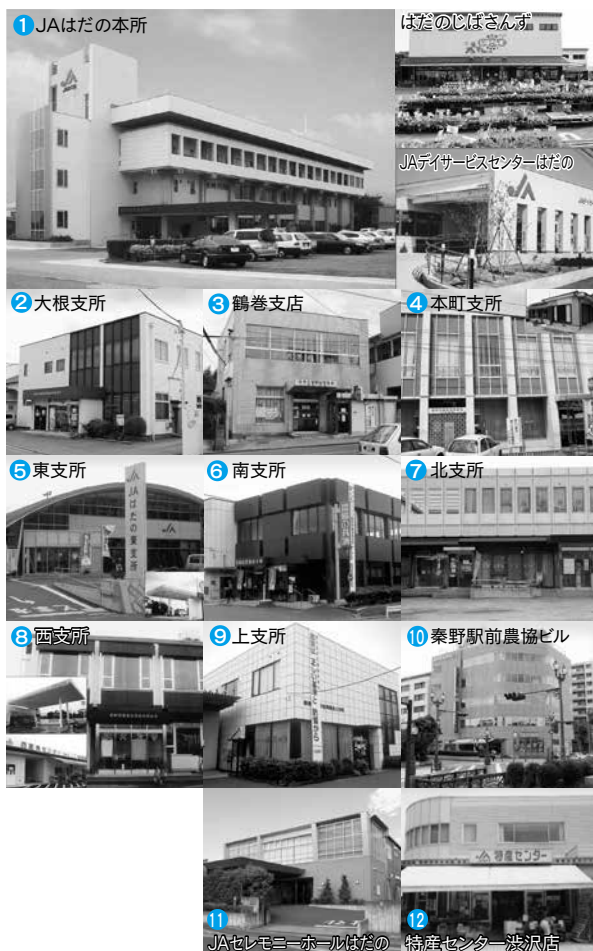 1 JAはだの本所
はだのじばさんず
JAデイサービスセンターはだの
2 大根支所
3 鶴巻支店
4 本町支所
5 東支所
JAはだの東支所
JA
6 南支所
7 北支所
8 西支所
9 上支所
10 秦野駅前農協ビル
11
JAセレモニーホールはだの
12
特産センター
特産センター渋沢店